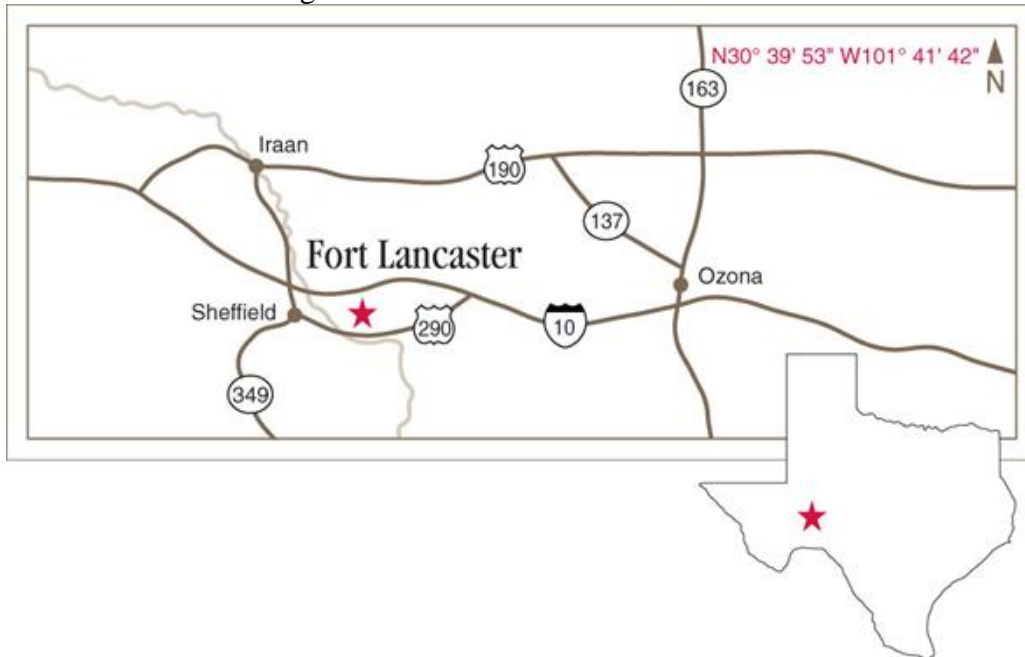 N30° 39' 53" W101° 41' 42"
N
163
Iraan
190
137
Fort Lancaster
Ozona
Sheffield
290
10
349